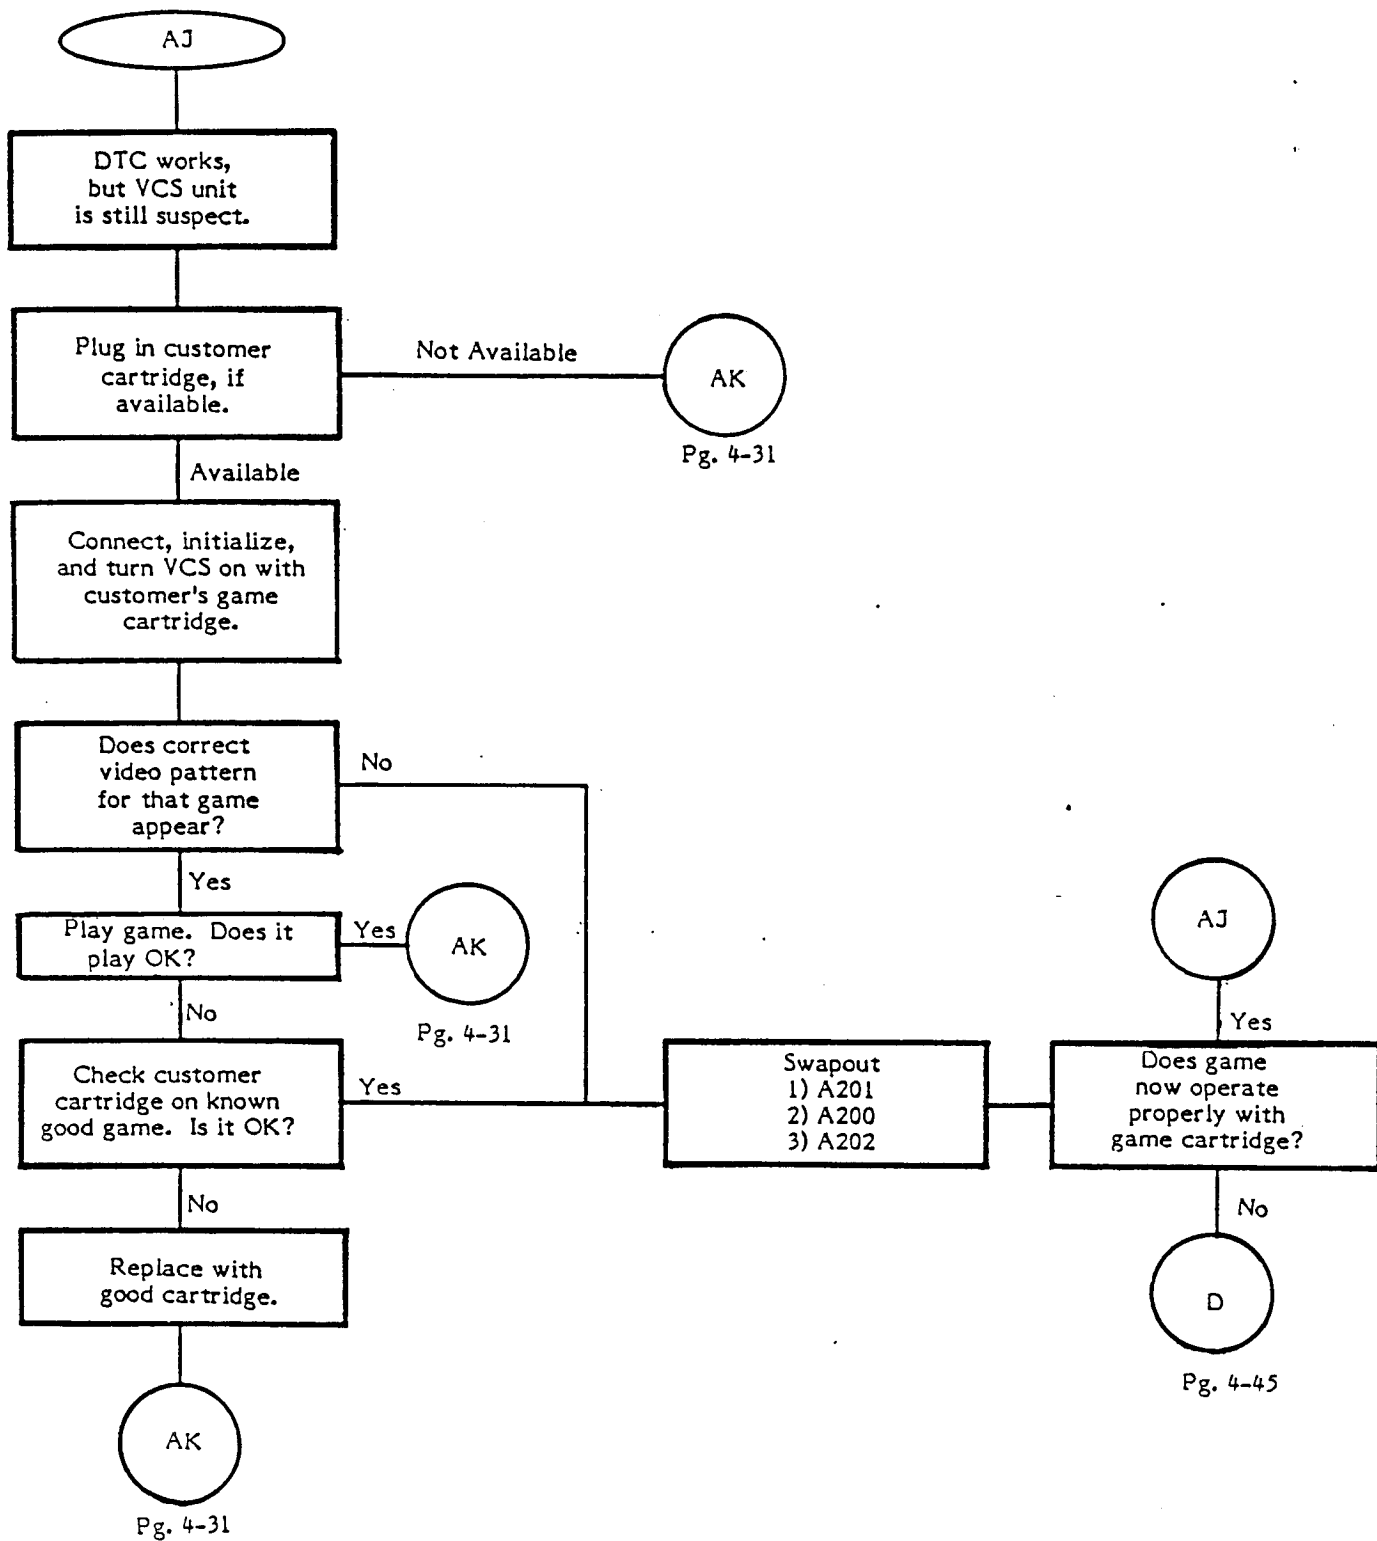 AJ
DTC works,
but VCS unit
is still suspect.
Plug in customer
cartridge, if
available.
Not Available
AK
Pg. 4-31
Available
Connect, initialize,
and turn VCS on with
customer's game
cartridge.
Does correct
video pattern
for that game
appear?
No
Yes
Play game. Does it
play OK?
Yes
AK
Pg. 4-31
No
Check customer
cartridge on known
good game. Is it OK?
Yes
Swapout
1) A201
2) A200
3) A202
AJ
Yes
Does game
now operate
properly with
game cartridge?
No
D
Pg. 4-45
No
Replace with
good cartridge.
AK
Pg. 4-31